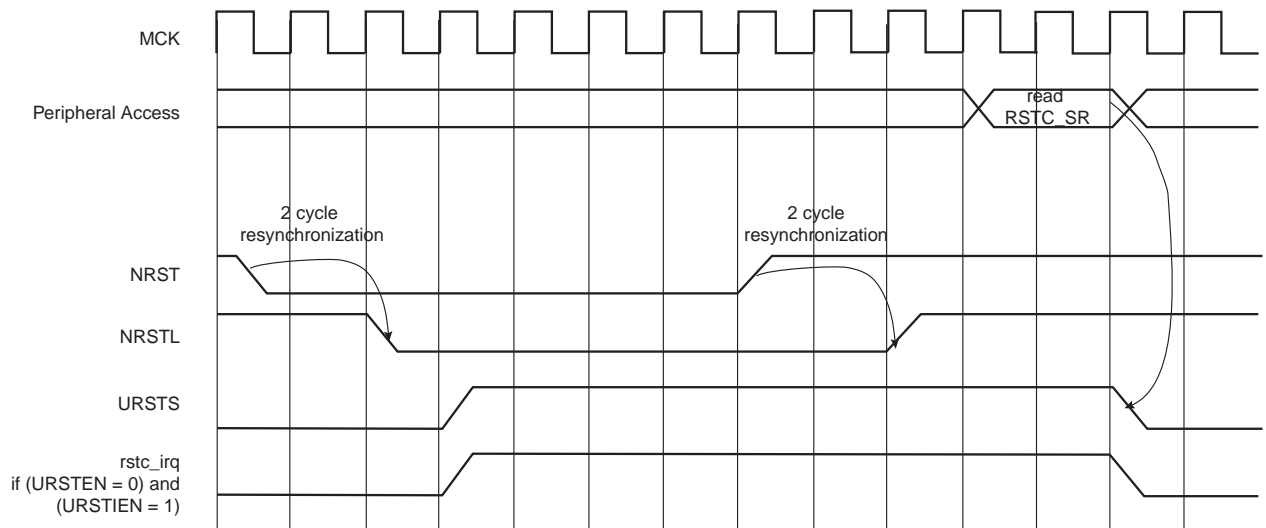 MCK
Peripheral Access
read
RSTC_SR
2 cycle
resynchronization
2 cycle
resynchronization
NRST
NRSTL
URSTS
rstc_irq
if (URSTEN = 0) and
(URSTIEN = 1)